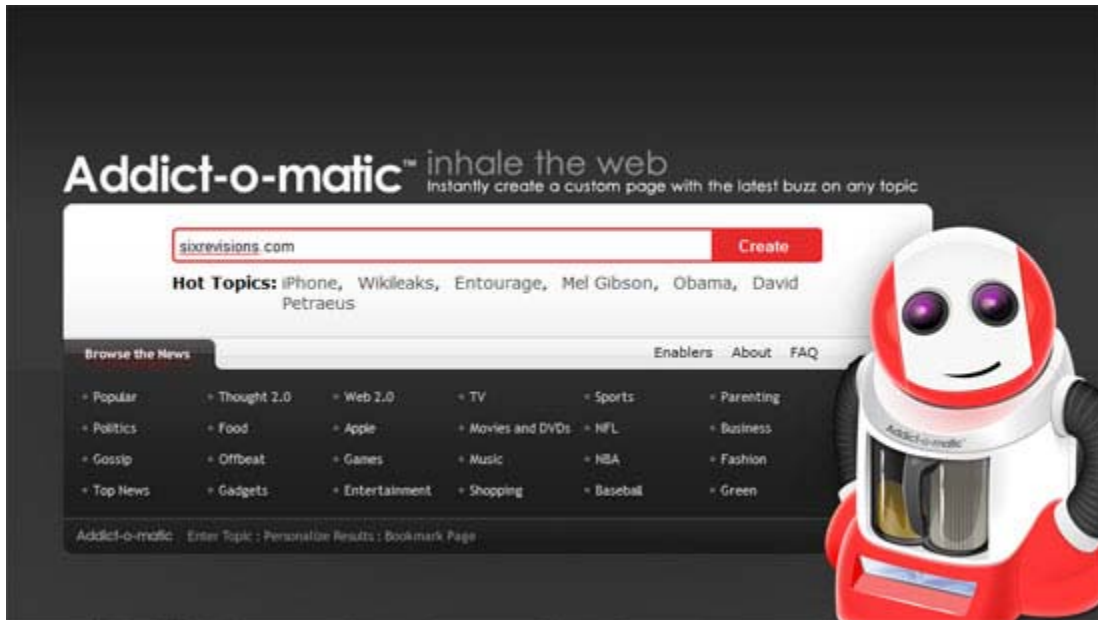 Addict-o-matic™ inhale the web
Instantly create a custom page with the latest buzz on any topic
sixrevisions.com Create
Hot Topics: iPhone, Wikileaks, Entourage, Mel Gibson, Obama, David
Petraeus
Browse the News Enablers About FAQ
Popular Thought 2.0 Web 2.0 TV Sports Parenting
Politics Food Apple Movies and DVDs NFL Business
Gossip Offbeat Games Music NBA Fashion
Top News Gadgets Entertainment Shopping Baseball Green
Addict-o-matic Enter Topic : Personalize Results : Bookmark Page
Addict-o-matic™